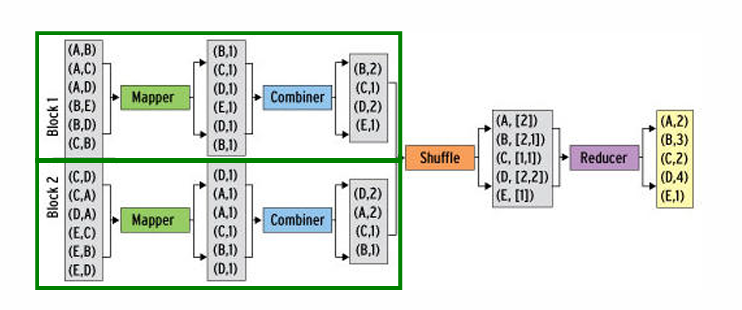 Block 1
(A,B)
(A,C)
(A,D)
(B,E)
(B,D)
(C,B)
Mapper
(B,1)
(C,1)
(D,1)
(E,1)
(D,1)
(B,1)
Combiner
(B,2)
(C,1)
(D,2)
(E,1)
Block 2
(C,D)
(C,A)
(D,A)
(E,C)
(E,B)
(E,D)
Mapper
(D,1)
(A,1)
(A,1)
(C,1)
(B,1)
(D,1)
Combiner
(D,2)
(A,2)
(C,1)
(B,1)
Shuffle
(A, [2])
(B, [2,1])
(C, [1,1])
(D, [2,2])
(E, [1])
Reducer
(A,2)
(B,3)
(C,2)
(D,4)
(E,1)